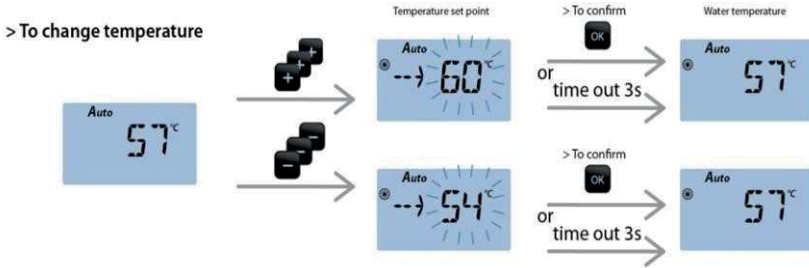 > To change temperature
Temperature set point
> To confirm
Water temperature
Auto
57°C
+
+
+
Auto
--→ 60°C
OK
or
time out 3s
Auto
57°C
-
-
-
> To confirm
Auto
--→ 54°C
OK
or
time out 3s
Auto
57°C